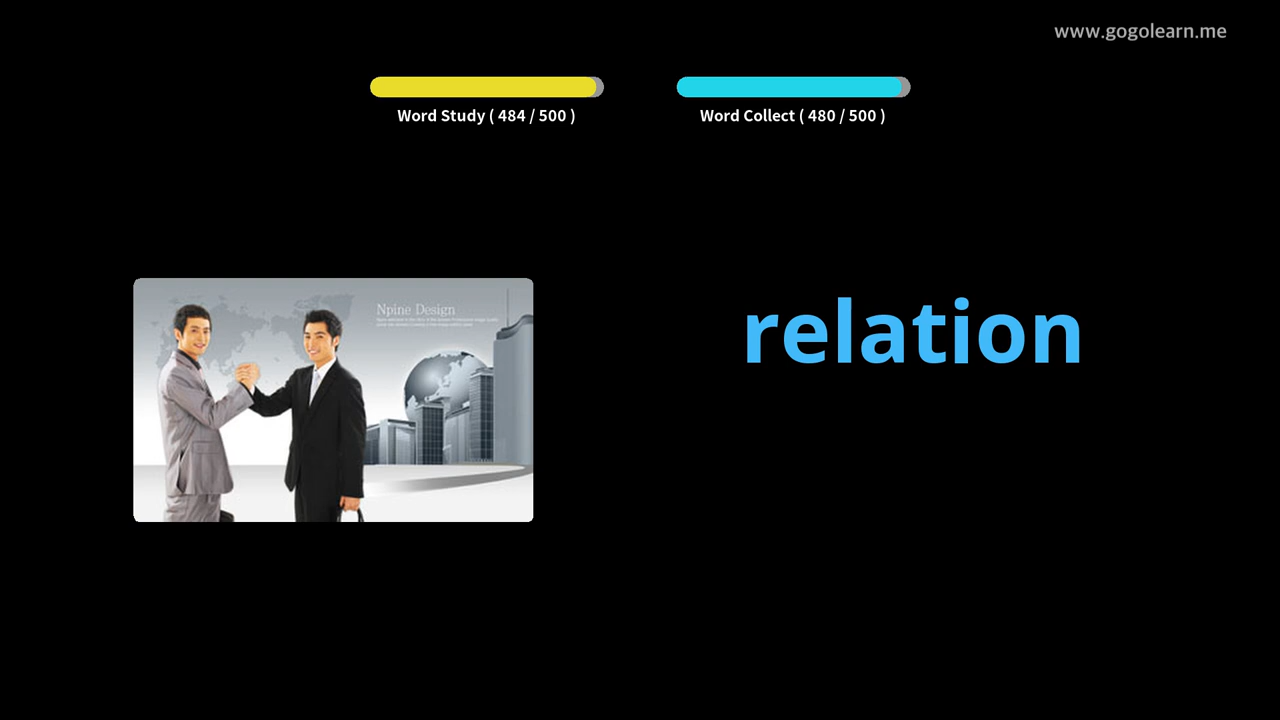 www.gogolearn.me
Word Study ( 484 / 500 )
Word Collect ( 480 / 500 )
Npine Design
relation